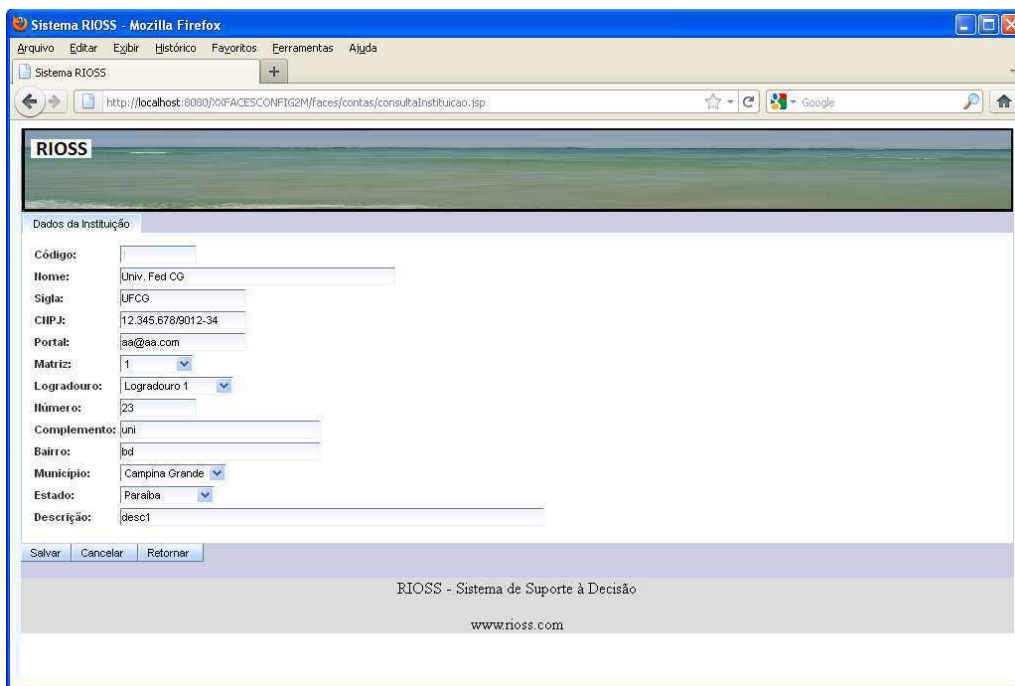 Sistema RIOSS - Mozilla Firefox
Arquivo Editar Exibir Histórico Favoritos Ferramentas Ajuda
Sistema RIOSS
http://localhost:8080/XXFACESCONFIG2M/faces/contas/consultaInstituicao.jsp Google
RIOSS
Dados da Instituição
Código:
Nome: Univ. Fed CG
Sigla: UFCG
CNPJ: 12.345.678/9012-34
Portal: aa@aa.com
Matriz: 1
Logradouro: Logradouro 1
Número: 23
Complemento: uni
Bairro: bd
Município: Campina Grande
Estado: Paraíba
Descrição: desc1
Salvar Cancelar Retornar
RIOSS - Sistema de Suporte à Decisão
www.rioss.com